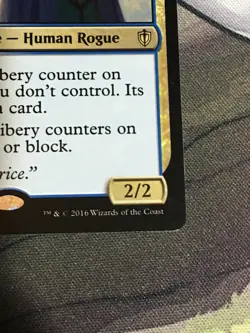 — Human Rogue
ibery counter on
u don't control. Its
card.
ibery counters on
or block.
rice."
2/2
™ & © 2016 Wizards of the Coast